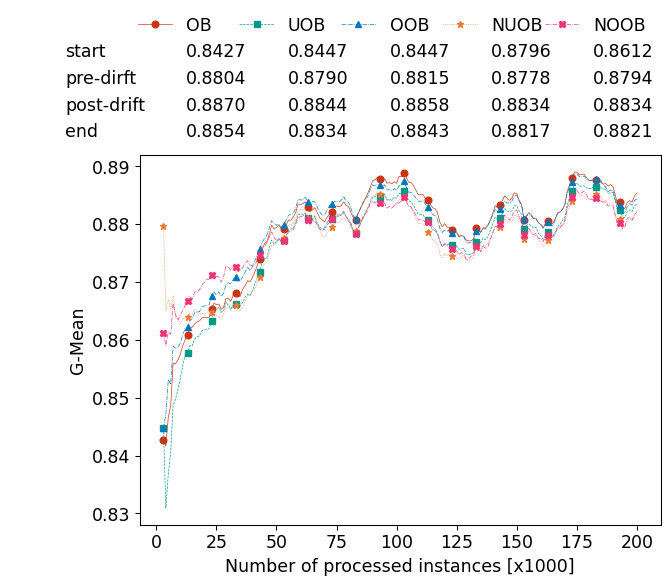 OB UOB OOB NUOB NOOB
start 0.8427 0.8447 0.8447 0.8796 0.8612
pre-dirft 0.8804 0.8790 0.8815 0.8778 0.8794
post-drift 0.8870 0.8844 0.8858 0.8834 0.8834
end 0.8854 0.8834 0.8843 0.8817 0.8821
0.89
0.88
0.87
0.86
0.85
0.84
0.83
G-Mean
0 25 50 75 100 125 150 175 200
Number of processed instances [x1000]